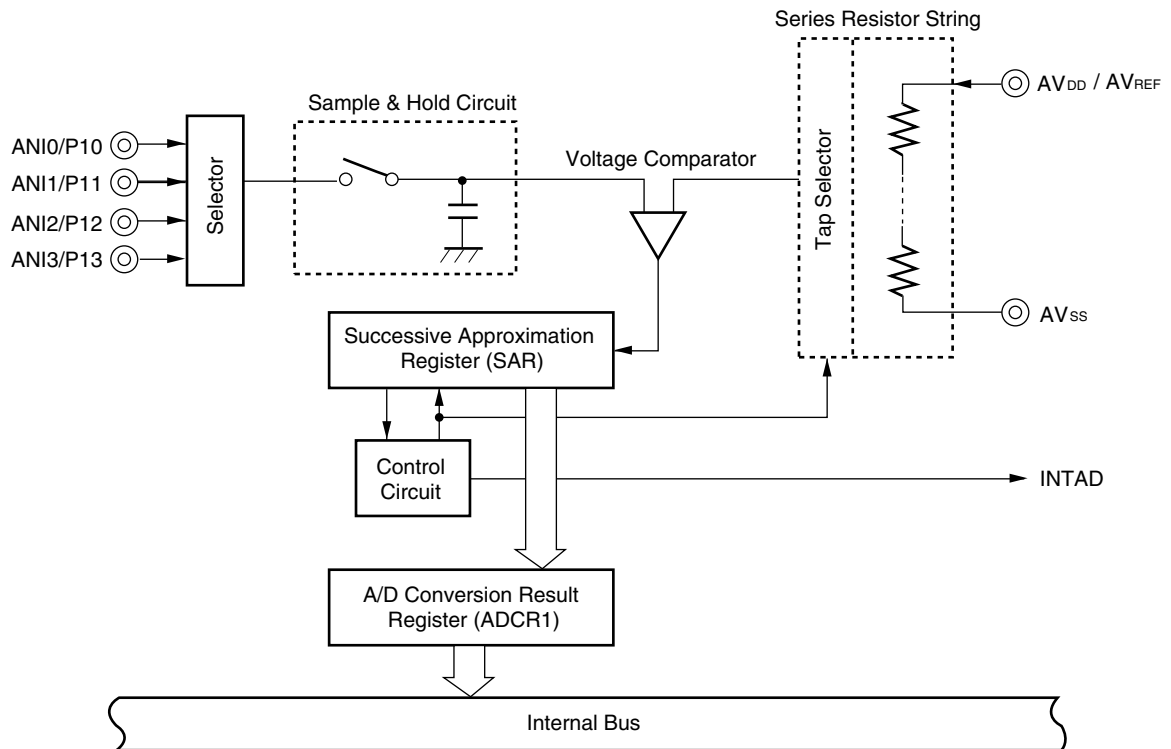 Series Resistor String
Sample & Hold Circuit
AVDD / AVREF
ANI0/P10
ANI1/P11
ANI2/P12
ANI3/P13
Selector
Voltage Comparator
Tap Selector
AVSS
Successive Approximation
Register (SAR)
Control
Circuit
INTAD
A/D Conversion Result
Register (ADCR1)
Internal Bus